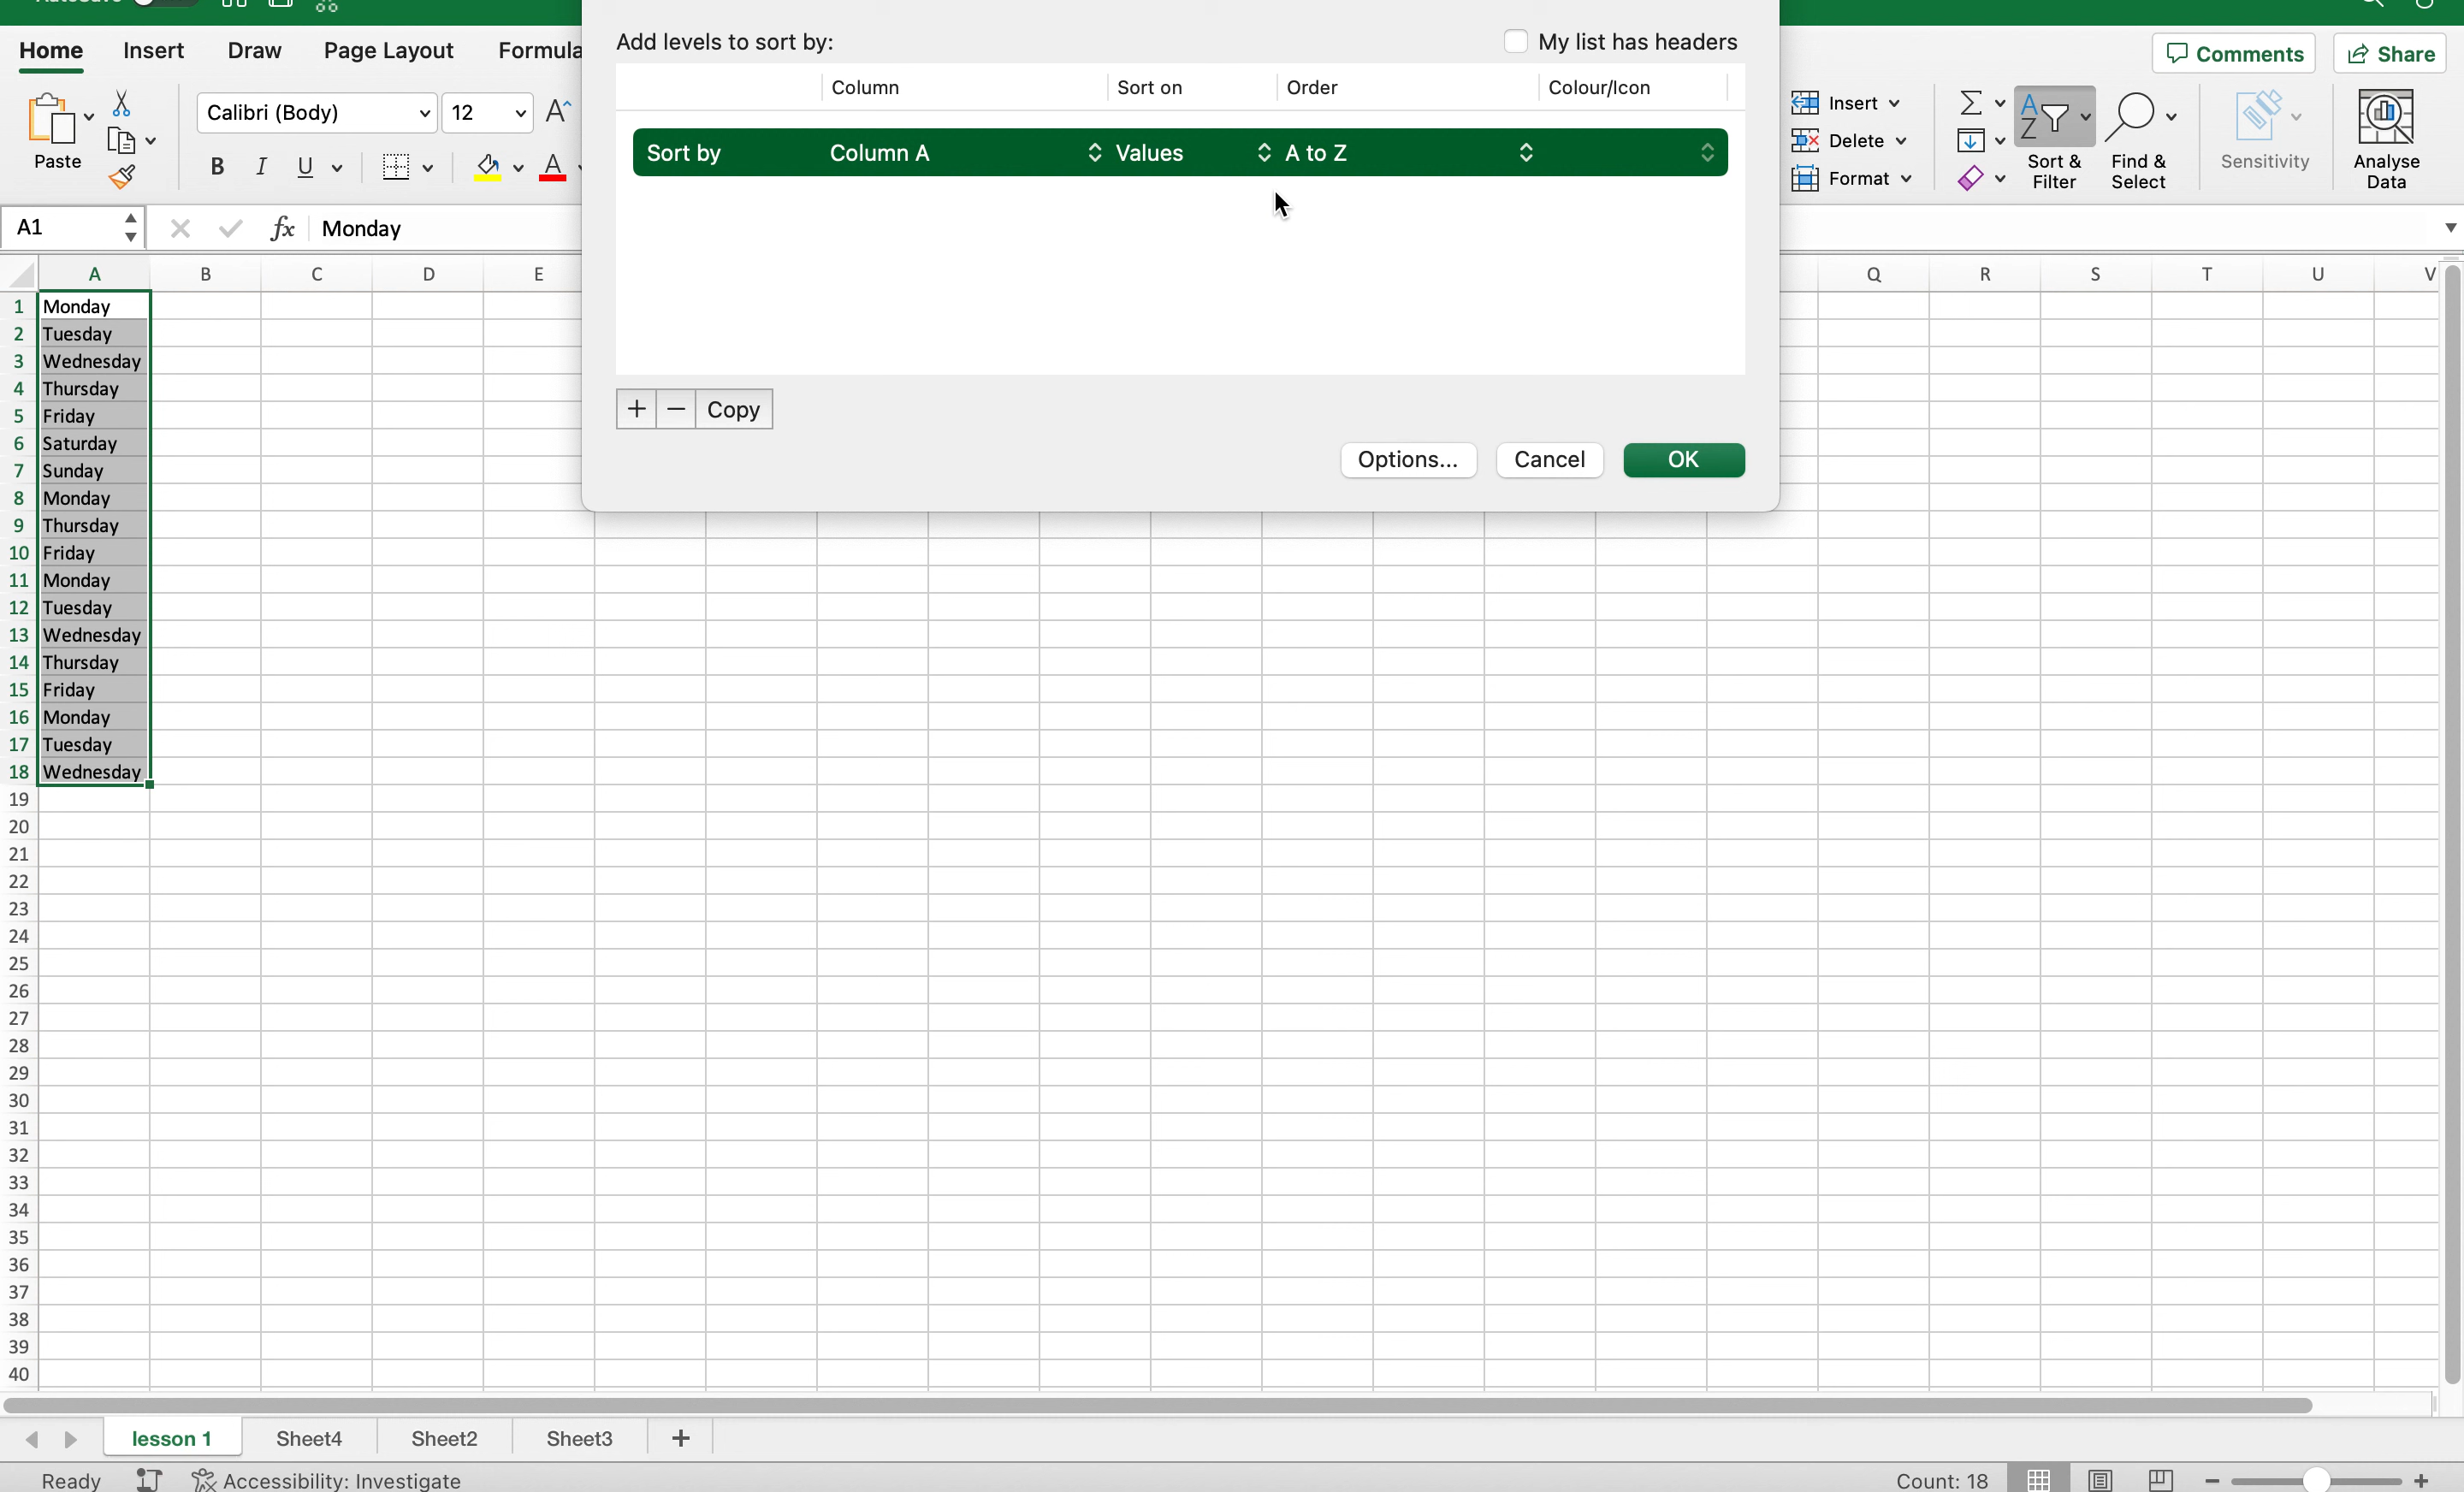 Home Insert Draw Page Layout Formula
Comments Share
Paste
Calibri (Body) 12 A^
B I U A
Insert
Delete
Format
Sort &
Filter
Find &
Select
Sensitivity
Analyse
Data
Add levels to sort by:
My list has headers
Column Sort on Order Colour/Icon
Sort by Column A Values A to Z
+ − Copy
Options... Cancel OK
A1 fx Monday
A B C D E Q R S T U V
1 Monday
2 Tuesday
3 Wednesday
4 Thursday
5 Friday
6 Saturday
7 Sunday
8 Monday
9 Thursday
10 Friday
11 Monday
12 Tuesday
13 Wednesday
14 Thursday
15 Friday
16 Monday
17 Tuesday
18 Wednesday
19
20
21
22
23
24
25
26
27
28
29
30
31
32
33
34
35
36
37
38
39
40
lesson 1 Sheet4 Sheet2 Sheet3 +
Ready Accessibility: Investigate Count: 18 − +